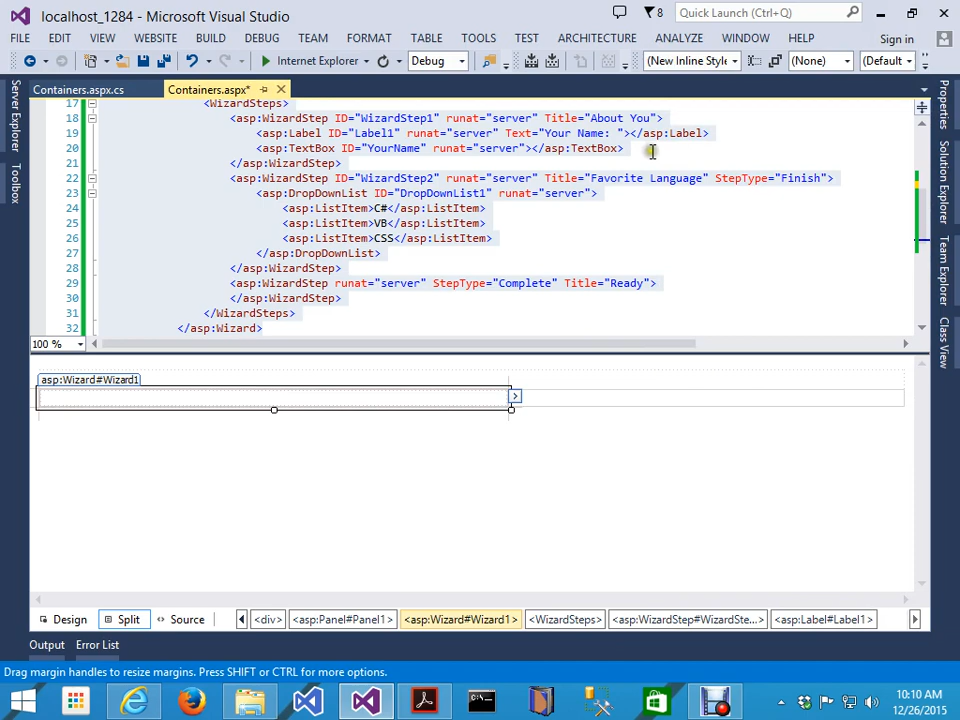 localhost_1284 - Microsoft Visual Studio
8
Quick Launch (Ctrl+Q)
FILE EDIT VIEW WEBSITE BUILD DEBUG TEAM FORMAT TABLE TOOLS TEST ARCHITECTURE ANALYZE WINDOW HELP Sign in
Internet Explorer Debug (New Inline Style (None) (Default
Containers.aspx.cs Containers.aspx*
Server Explorer
Toolbox
Properties
Solution Explorer
Team Explorer
Class View
17 <WizardSteps>
18 <asp:WizardStep ID="WizardStep1" runat="server" Title="About You">
19 <asp:Label ID="Label1" runat="server" Text="Your Name: "></asp:Label>
20 <asp:TextBox ID="YourName" runat="server"></asp:TextBox>
21 </asp:WizardStep>
22 <asp:WizardStep ID="WizardStep2" runat="server" Title="Favorite Language" StepType="Finish">
23 <asp:DropDownList ID="DropDownList1" runat="server">
24 <asp:ListItem>C#</asp:ListItem>
25 <asp:ListItem>VB</asp:ListItem>
26 <asp:ListItem>CSS</asp:ListItem>
27 </asp:DropDownList>
28 </asp:WizardStep>
29 <asp:WizardStep runat="server" StepType="Complete" Title="Ready">
30 </asp:WizardStep>
31 </WizardSteps>
32 </asp:Wizard>
100 %
asp:Wizard#Wizard1
Design Split Source <div> <asp:Panel#Panel1> <asp:Wizard#Wizard1> <WizardSteps> <asp:WizardStep#WizardSte...> <asp:Label#Label1>
Output Error List
Drag margin handles to resize margins. Press SHIFT or CTRL for more options.
10:10 AM
12/26/2015